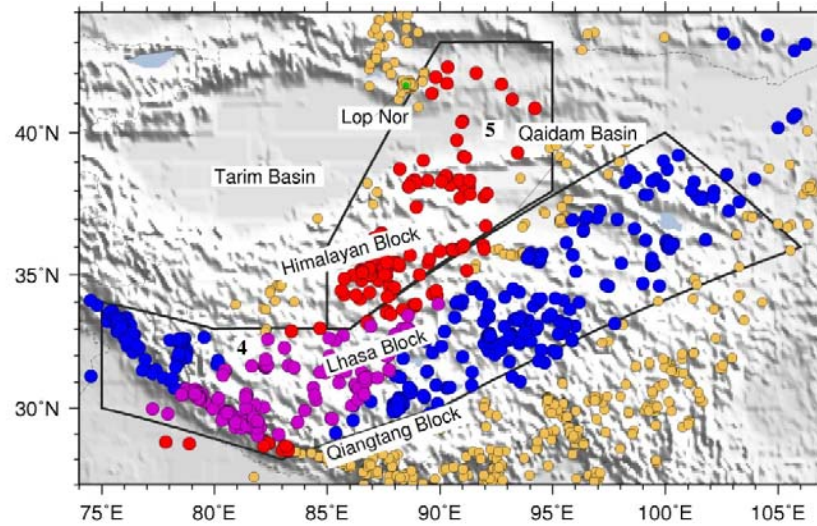 40°N
35°N
30°N
Lop Nor
5
Qaidam Basin
Tarim Basin
Himalayan Block
4
Lhasa Block
Qiangtang Block
75°E
80°E
85°E
90°E
95°E
100°E
105°E